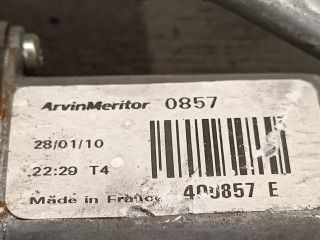 ArvinMeritor 0857
28/01/10
22:29 T4
400857 E
Made in France